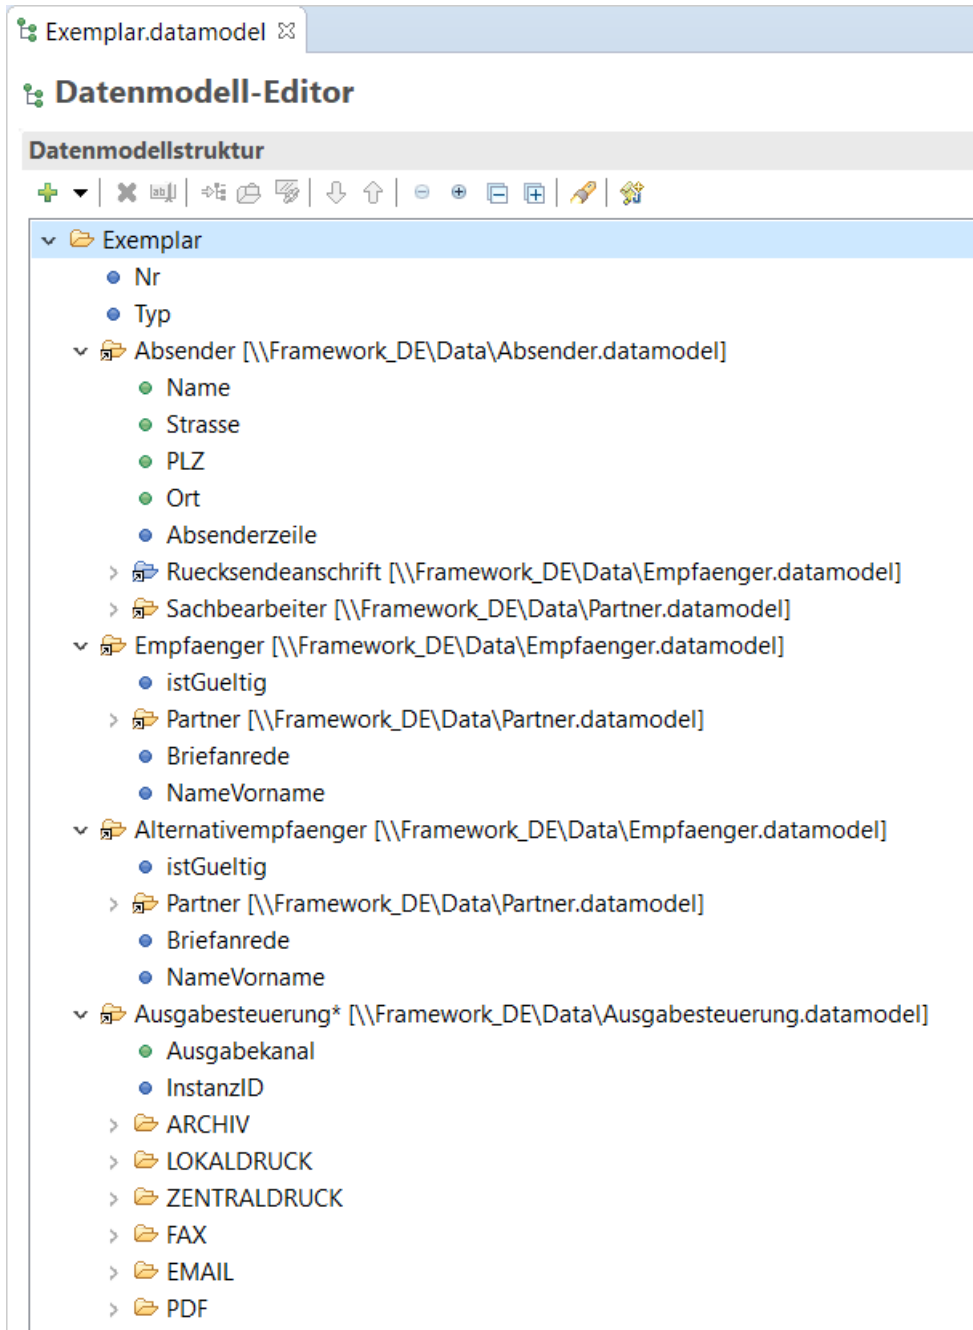 Exemplar.datamodel
Datenmodell-Editor
Datenmodellstruktur
Exemplar
Nr
Typ
Absender [\\Framework_DE\Data\Absender.datamodel]
Name
Strasse
PLZ
Ort
Absenderzeile
Ruecksendeanschrift [\\Framework_DE\Data\Empfaenger.datamodel]
Sachbearbeiter [\\Framework_DE\Data\Partner.datamodel]
Empfaenger [\\Framework_DE\Data\Empfaenger.datamodel]
istGueltig
Partner [\\Framework_DE\Data\Partner.datamodel]
Briefanrede
NameVorname
Alternativempfaenger [\\Framework_DE\Data\Empfaenger.datamodel]
istGueltig
Partner [\\Framework_DE\Data\Partner.datamodel]
Briefanrede
NameVorname
Ausgabesteuerung* [\\Framework_DE\Data\Ausgabesteuerung.datamodel]
Ausgabekanal
InstanzID
ARCHIV
LOKALDRUCK
ZENTRALDRUCK
FAX
EMAIL
PDF